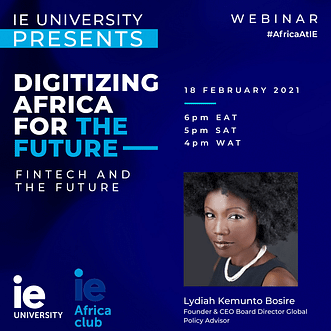 IE UNIVERSITY
PRESENTS
WEBINAR
#AfricaAtIE
DIGITIZING
AFRICA
FOR THE
FUTURE
FINTECH AND
THE FUTURE
18 FEBRUARY 2021
6pm EAT
5pm SAT
4pm WAT
Lydiah Kemunto Bosire
Founder & CEO Board Director Global
Policy Advisor
ie
UNIVERSITY
ie
Africa
club